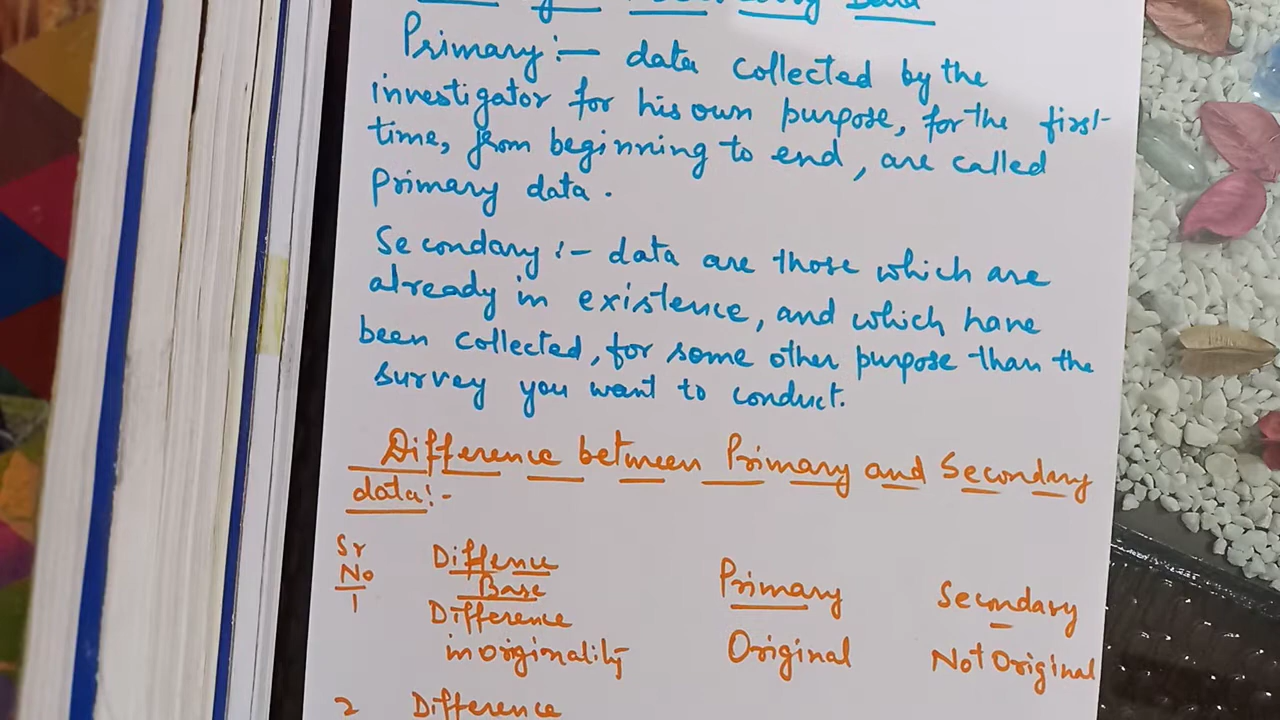 Primary :— data collected by the
investigator for his own purpose, for the first-
time, from beginning to end, are called
Primary data.
Secondary :— data are those which are
already in existence, and which have
been collected, for some other purpose than the
survey you want to conduct.
Difference between Primary and Secondary
data:-
Sr No Diffence Base Primary Secondary
1 Difference
in originality Original Not Original
2 Difference